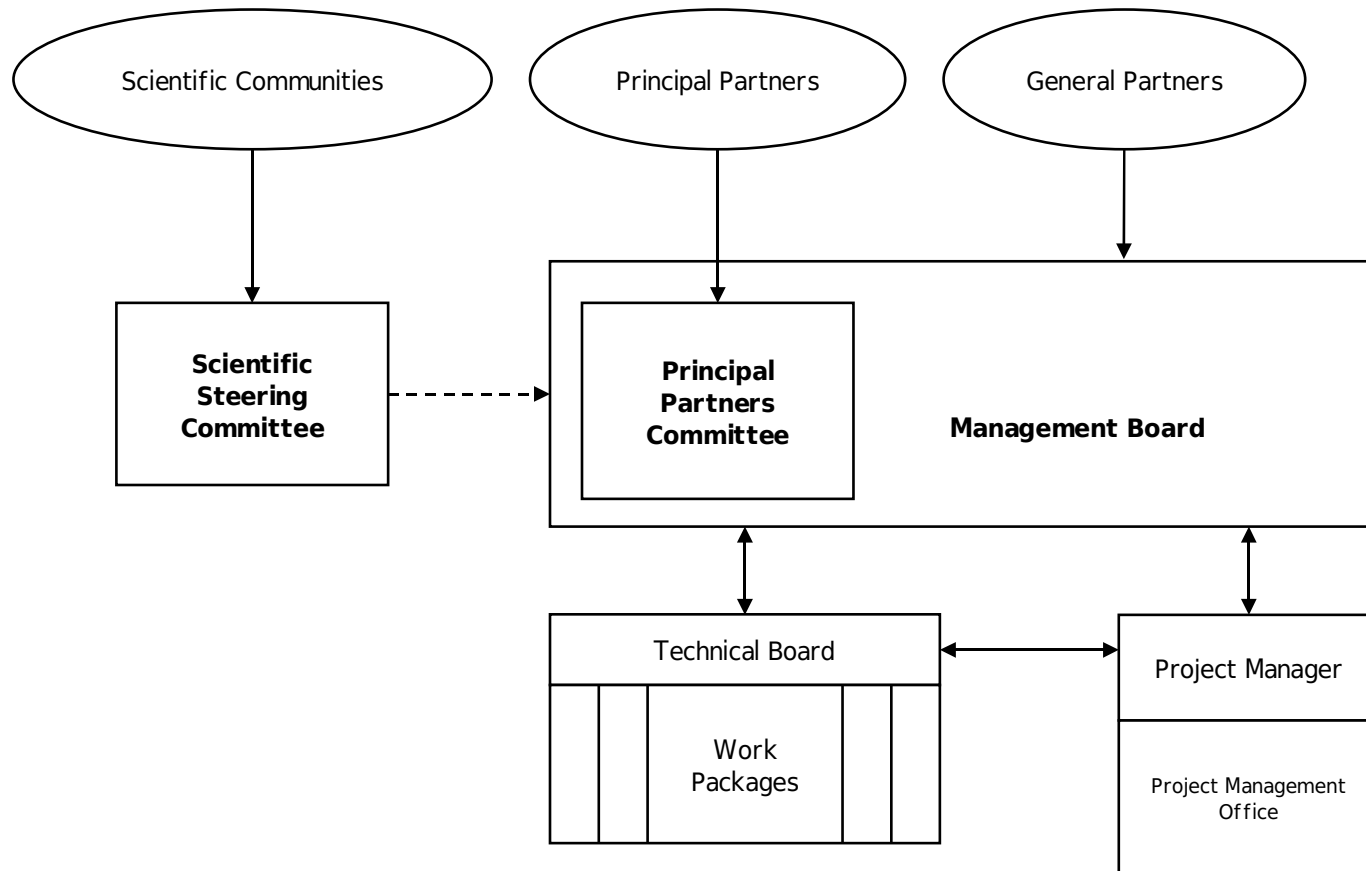 Scientific Communities
Principal Partners
General Partners
Scientific
Steering
Committee
Principal
Partners
Committee
Management Board
Technical Board
Project Manager
Work
Packages
Project Management
Office